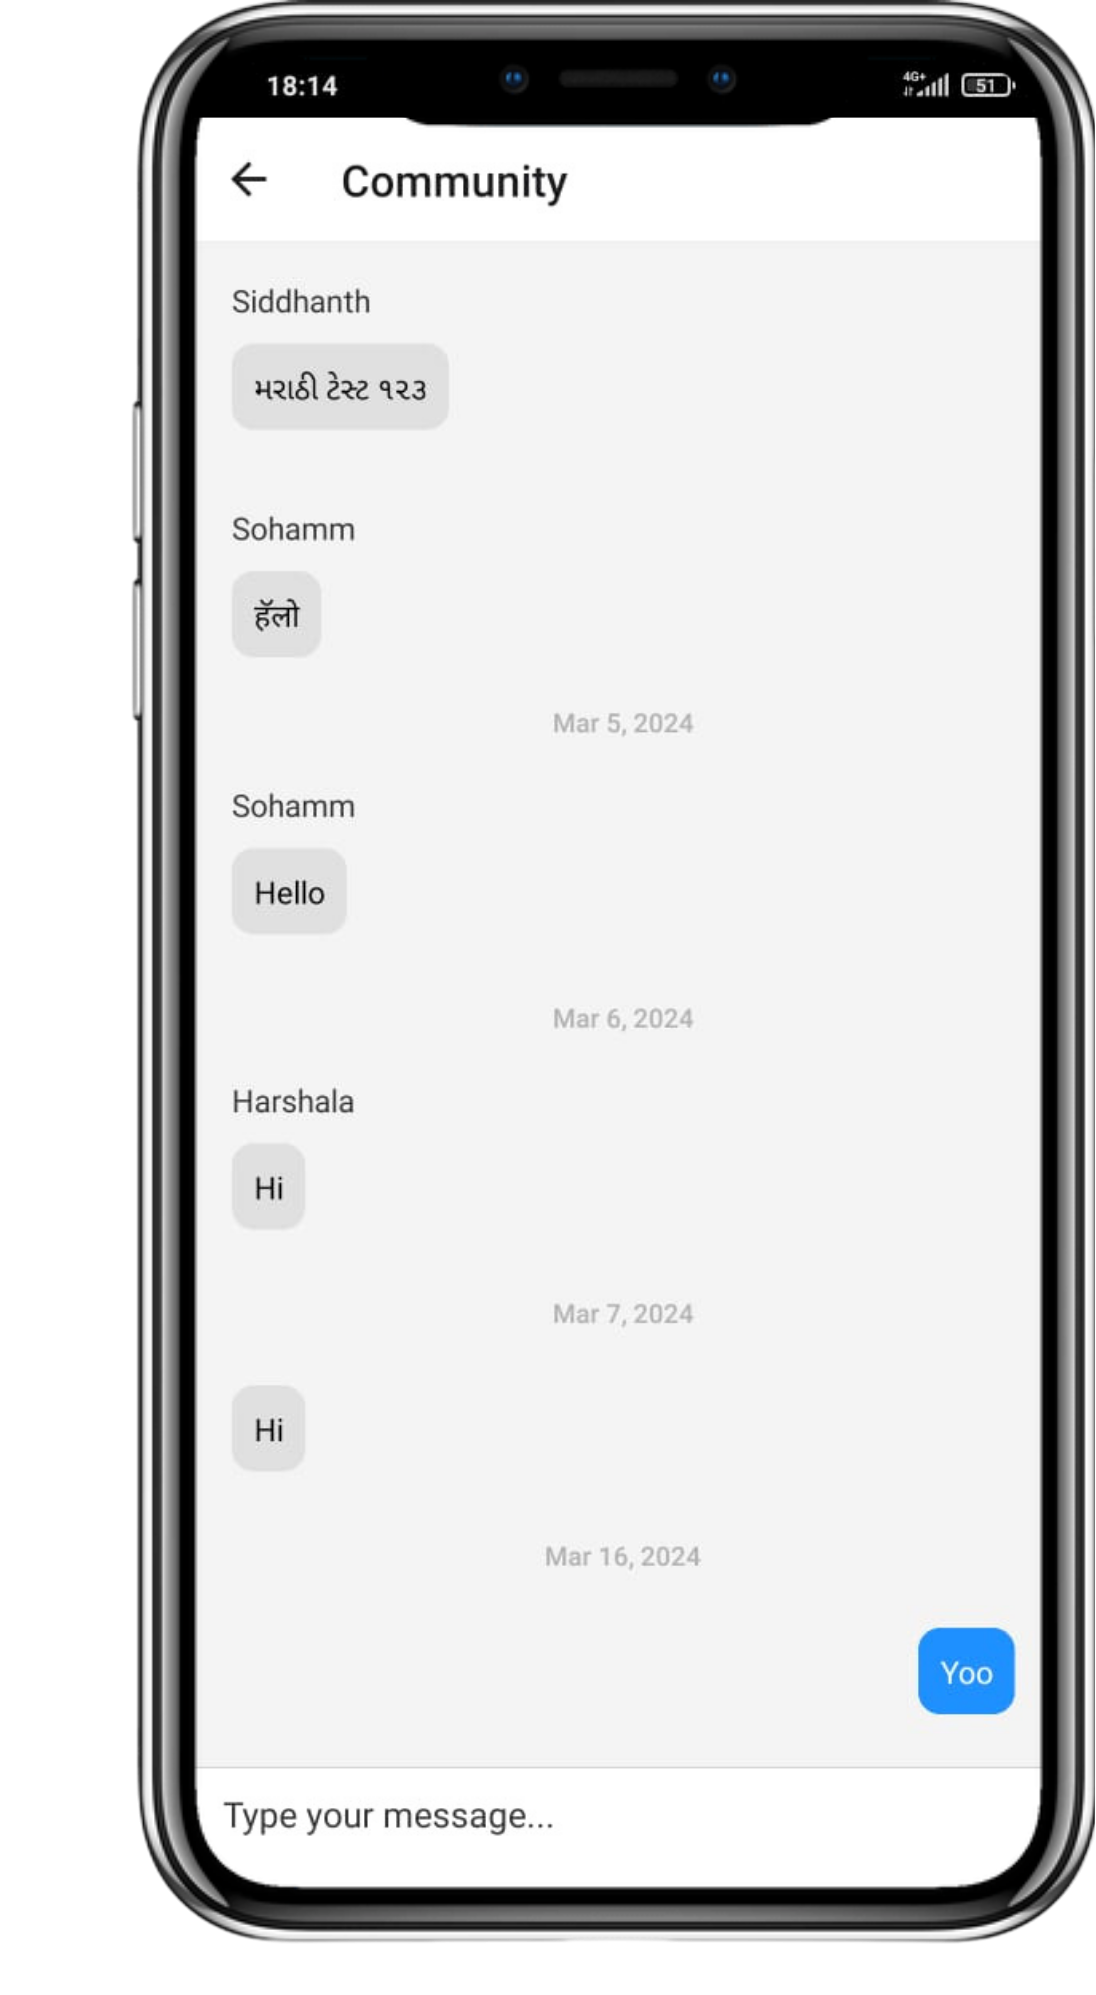 18:14
4G+
51
Community
Siddhanth
મરાઠી ટેસ્ટ ૧૨૩
Sohamm
हॅलो
Mar 5, 2024
Sohamm
Hello
Mar 6, 2024
Harshala
Hi
Mar 7, 2024
Hi
Mar 16, 2024
Yoo
Type your message...